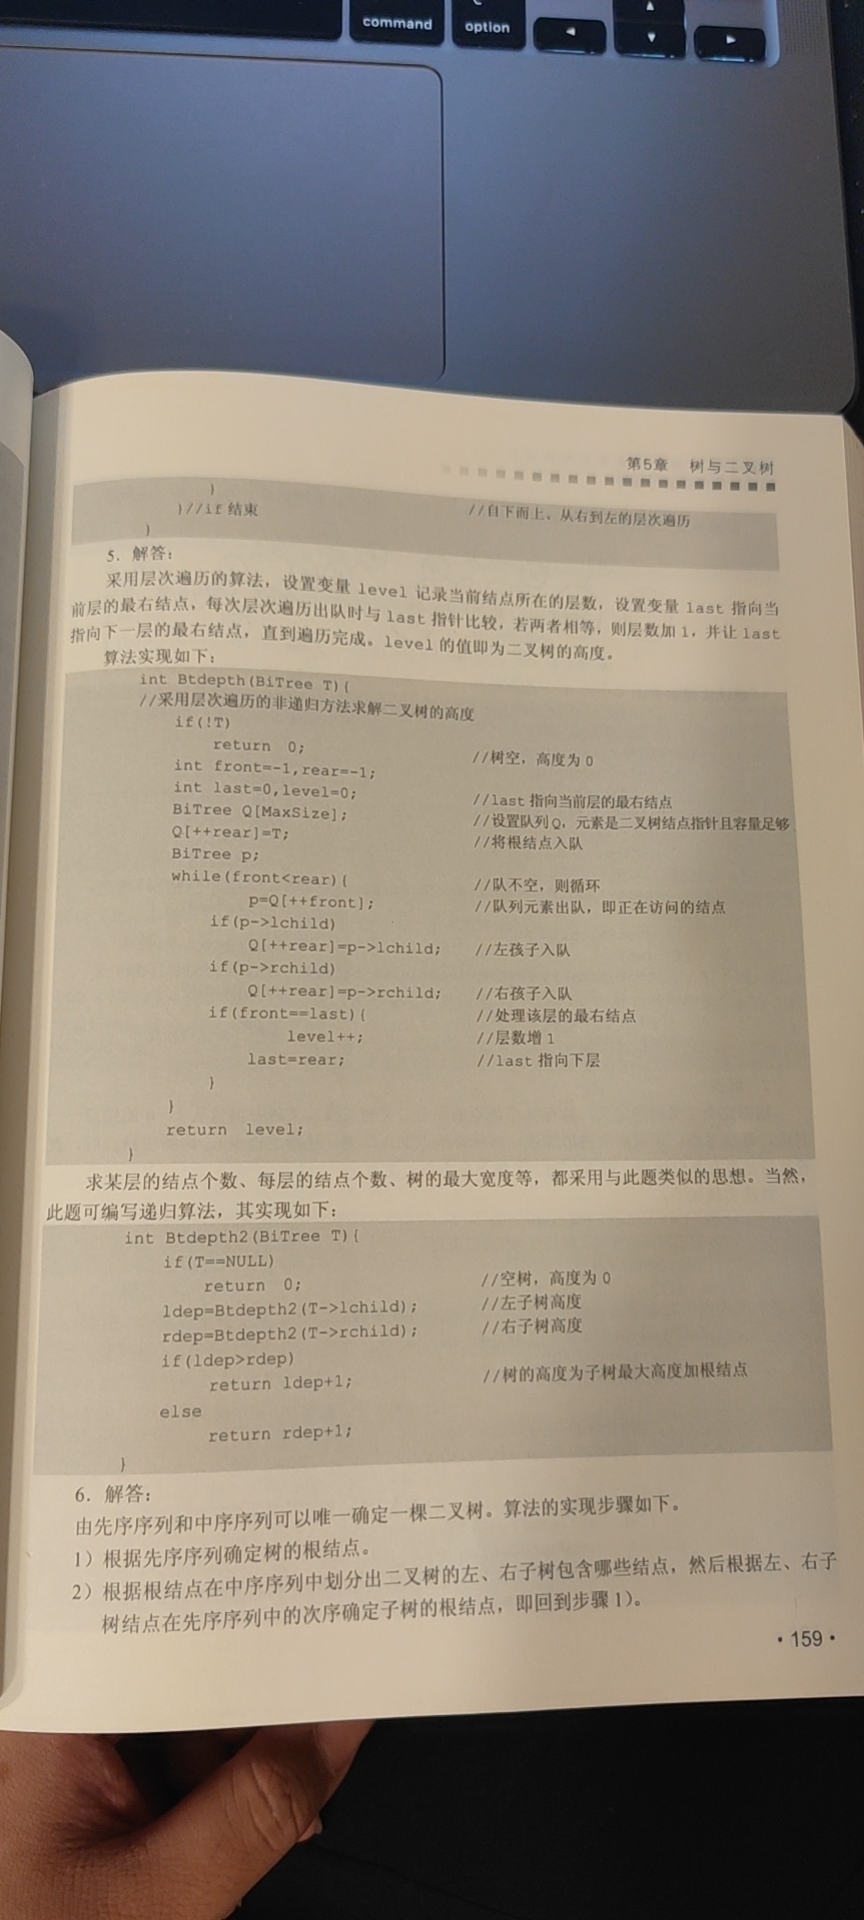 command
option
第5章 树与二叉树
}
}//if 结束 //自下而上、从右到左的层次遍历
}
5．解答：
采用层次遍历的算法，设置变量 level 记录当前结点所在的层数，设置变量 last 指向当
前层的最右结点，每次层次遍历出队时与 last 指针比较，若两者相等，则层数加 1，并让 last
指向下一层的最右结点，直到遍历完成。level 的值即为二叉树的高度。
算法实现如下：
int Btdepth(BiTree T){
//采用层次遍历的非递归方法求解二叉树的高度
if(!T)
return 0; //树空，高度为 0
int front=-1,rear=-1;
int last=0,level=0; //last 指向当前层的最右结点
BiTree Q[MaxSize]; //设置队列 Q，元素是二叉树结点指针且容量足够
Q[++rear]=T; //将根结点入队
BiTree p;
while(front<rear){ //队不空，则循环
p=Q[++front]; //队列元素出队，即正在访问的结点
if(p->lchild)
Q[++rear]=p->lchild; //左孩子入队
if(p->rchild)
Q[++rear]=p->rchild; //右孩子入队
if(front==last){ //处理该层的最右结点
level++; //层数增 1
last=rear; //last 指向下层
}
}
return level;
}
求某层的结点个数、每层的结点个数、树的最大宽度等，都采用与此题类似的思想。当然，
此题可编写递归算法，其实现如下：
int Btdepth2(BiTree T){
if(T==NULL)
return 0; //空树，高度为 0
ldep=Btdepth2(T->lchild); //左子树高度
rdep=Btdepth2(T->rchild); //右子树高度
if(ldep>rdep)
return ldep+1; //树的高度为子树最大高度加根结点
else
return rdep+1;
}
6．解答：
由先序序列和中序序列可以唯一确定一棵二叉树。算法的实现步骤如下。
1）根据先序序列确定树的根结点。
2）根据根结点在中序序列中划分出二叉树的左、右子树包含哪些结点，然后根据左、右子
树结点在先序序列中的次序确定子树的根结点，即回到步骤 1）。
·159·